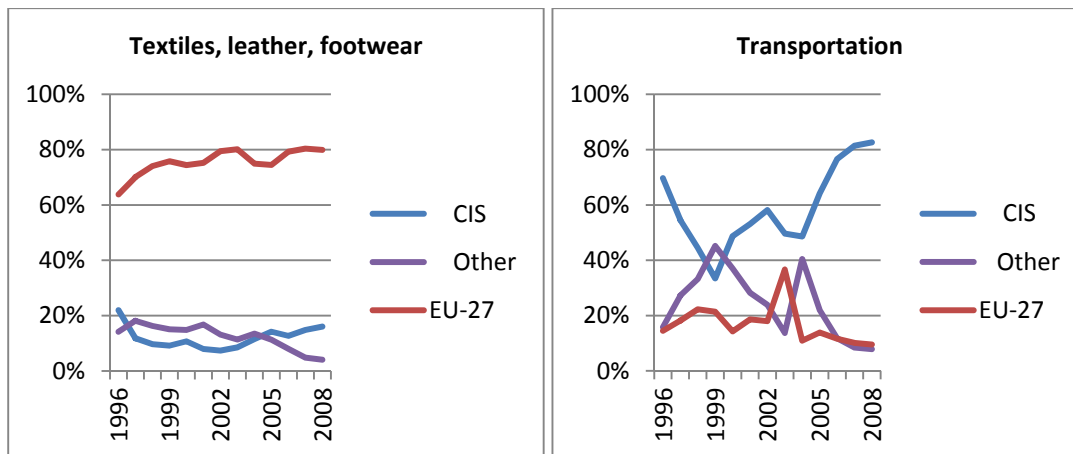 Textiles, leather, footwear
100%
80%
60%
40%
20%
0%
1996
1999
2002
2005
2008
CIS
Other
EU-27
Transportation
100%
80%
60%
40%
20%
0%
1996
1999
2002
2005
2008
CIS
Other
EU-27